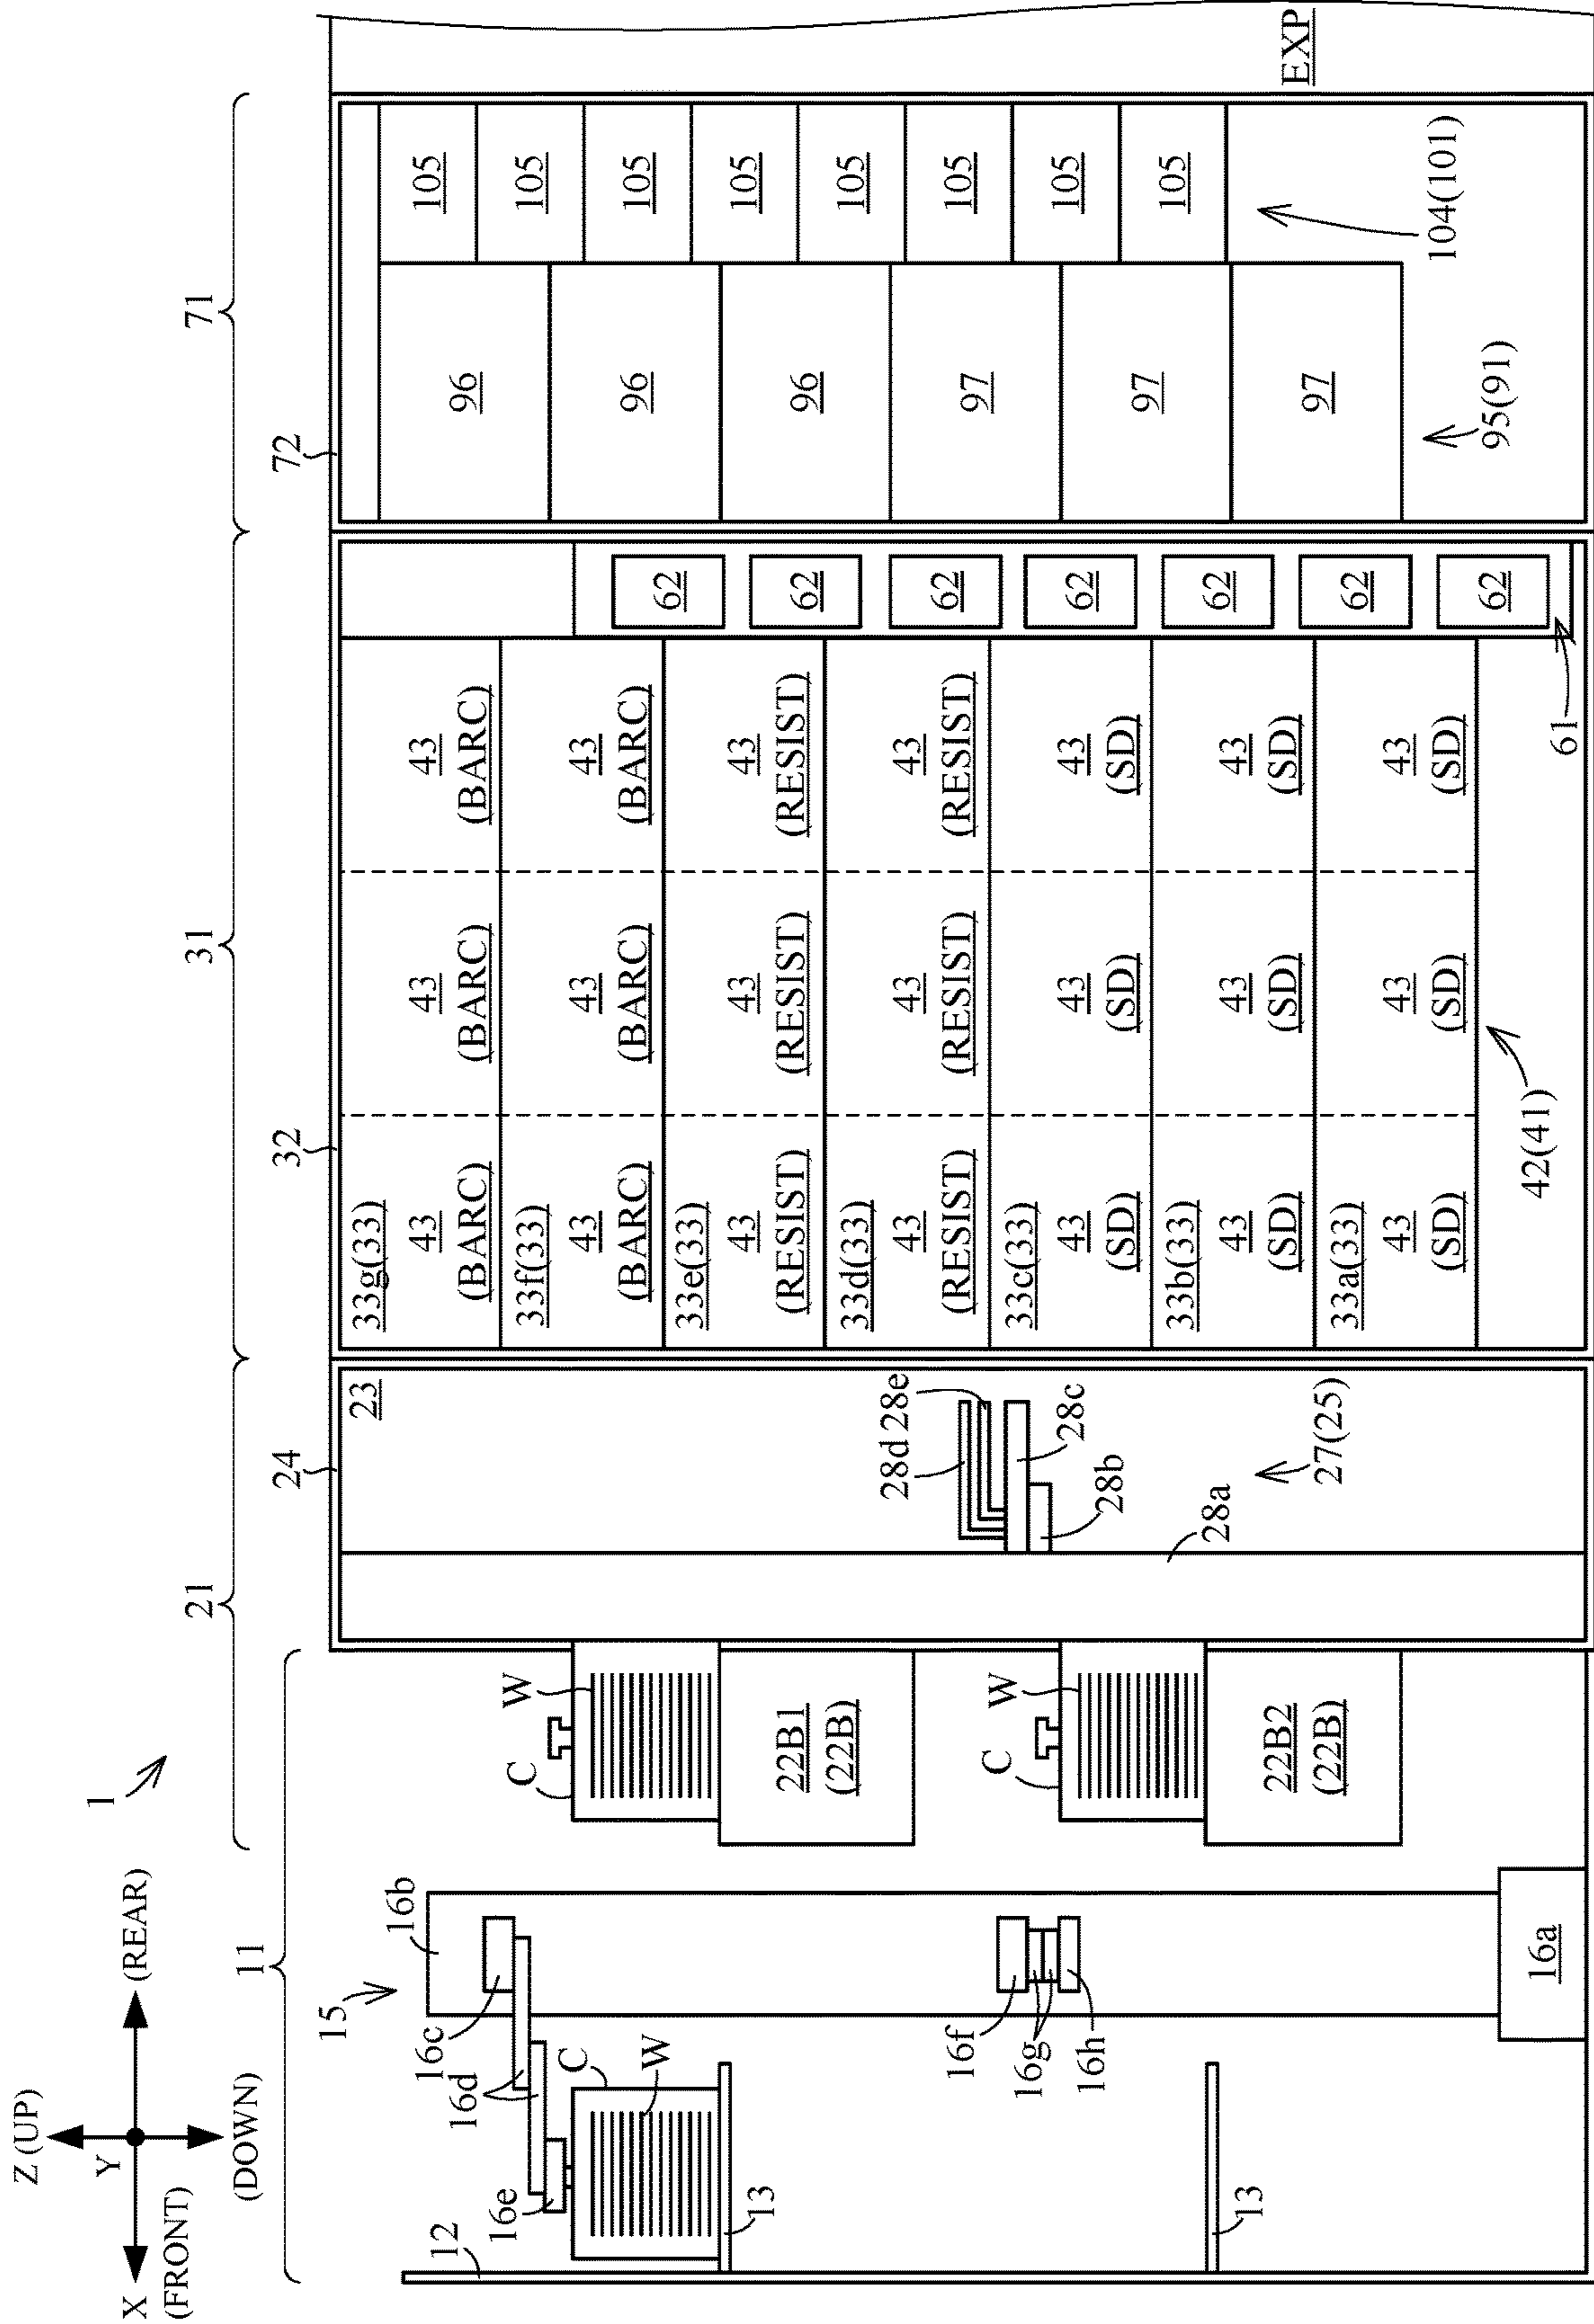 Z (UP)
Y
X
(FRONT)
(REAR)
(DOWN)
1
11
21
31
71
12
15
16b
16c
16d
16e
C
W
13
13
16f
16g
16h
16a
C
W
22B1
(22B)
C
W
22B2
(22B)
24
23
28d
28e
28c
28b
28a
27(25)
32
33g(33)
43
(BARC)
43
(BARC)
43
(BARC)
33f(33)
43
(BARC)
43
(BARC)
43
(BARC)
33e(33)
43
(RESIST)
43
(RESIST)
43
(RESIST)
33d(33)
43
(RESIST)
43
(RESIST)
43
(RESIST)
33c(33)
43
(SD)
43
(SD)
43
(SD)
33b(33)
43
(SD)
43
(SD)
43
(SD)
33a(33)
43
(SD)
43
(SD)
43
(SD)
42(41)
62
62
62
62
62
62
62
61
72
96
96
96
97
97
97
95(91)
105
105
105
105
105
105
105
105
104(101)
EXP